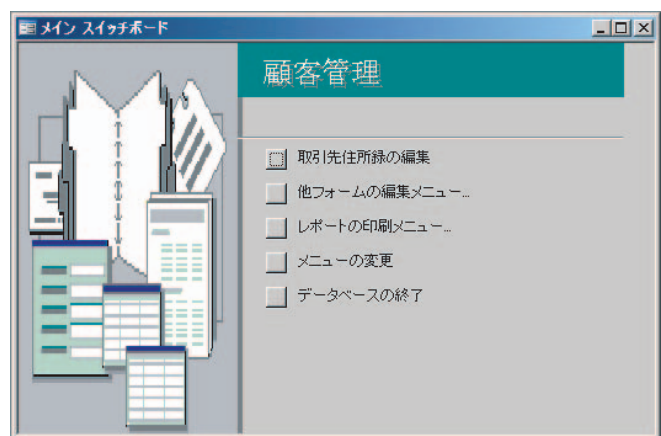 メイン スイッチボード
顧客管理
取引先住所録の編集
他フォームの編集メニュー...
レポートの印刷メニュー...
メニューの変更
データベースの終了